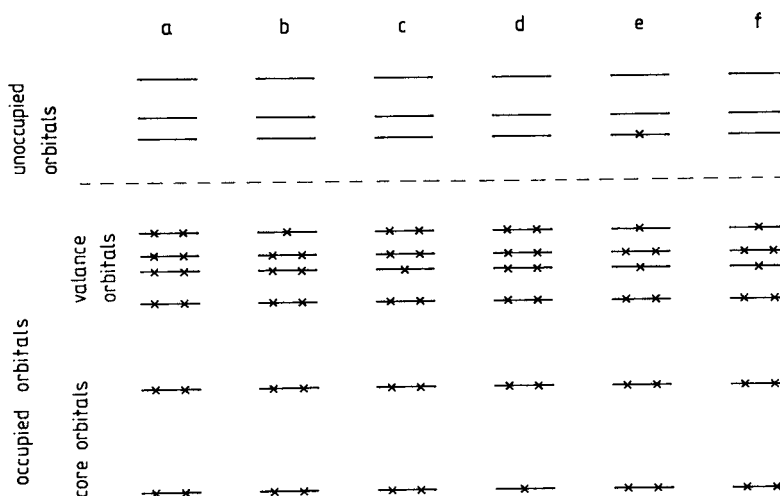 a b c d e f
unoccupied
orbitals
valance
orbitals
occupied orbitals
core orbitals